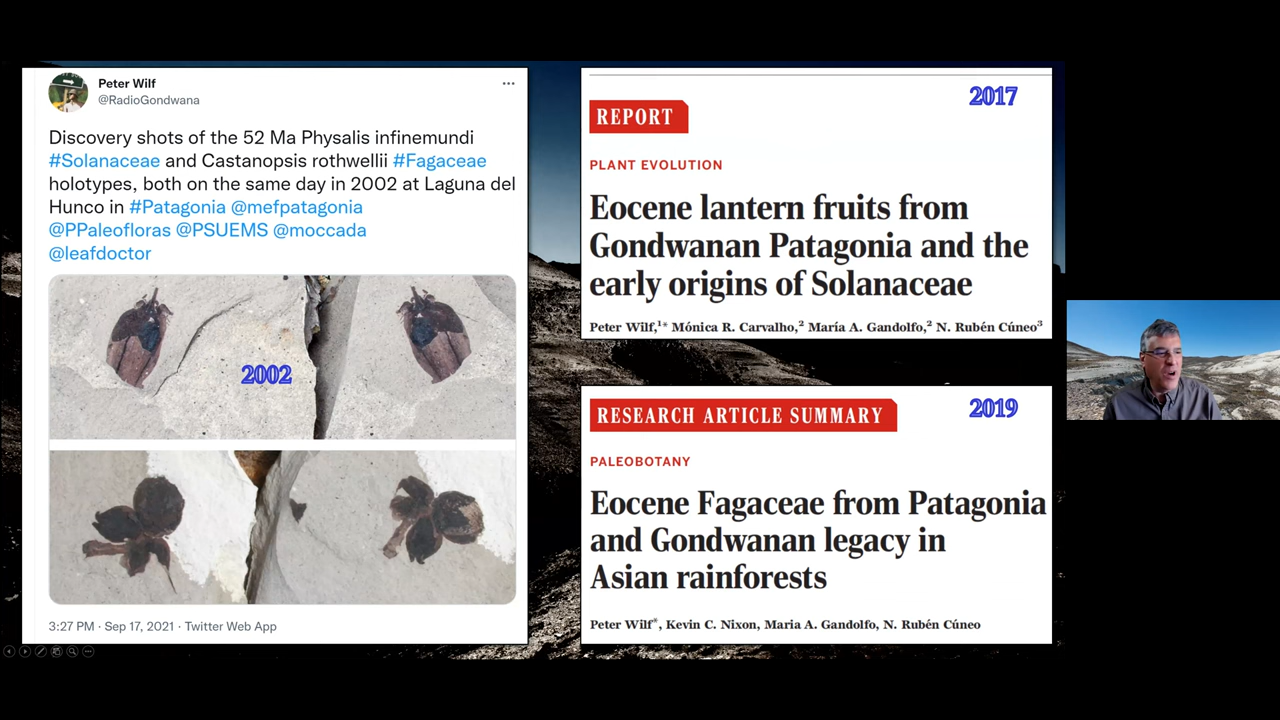 Peter Wilf
@RadioGondwana
Discovery shots of the 52 Ma Physalis infinemundi
#Solanaceae and Castanopsis rothwellii #Fagaceae
holotypes, both on the same day in 2002 at Laguna del
Hunco in #Patagonia @mefpatagonia
@PPaleofloras @PSUEMS @moccada
@leafdoctor
2002
3:27 PM · Sep 17, 2021 · Twitter Web App
2017
REPORT
PLANT EVOLUTION
Eocene lantern fruits from
Gondwanan Patagonia and the
early origins of Solanaceae
Peter Wilf,¹* Mónica R. Carvalho,² María A. Gandolfo,² N. Rubén Cúneo³
2019
RESEARCH ARTICLE SUMMARY
PALEOBOTANY
Eocene Fagaceae from Patagonia
and Gondwanan legacy in
Asian rainforests
Peter Wilf*, Kevin C. Nixon, Maria A. Gandolfo, N. Rubén Cúneo